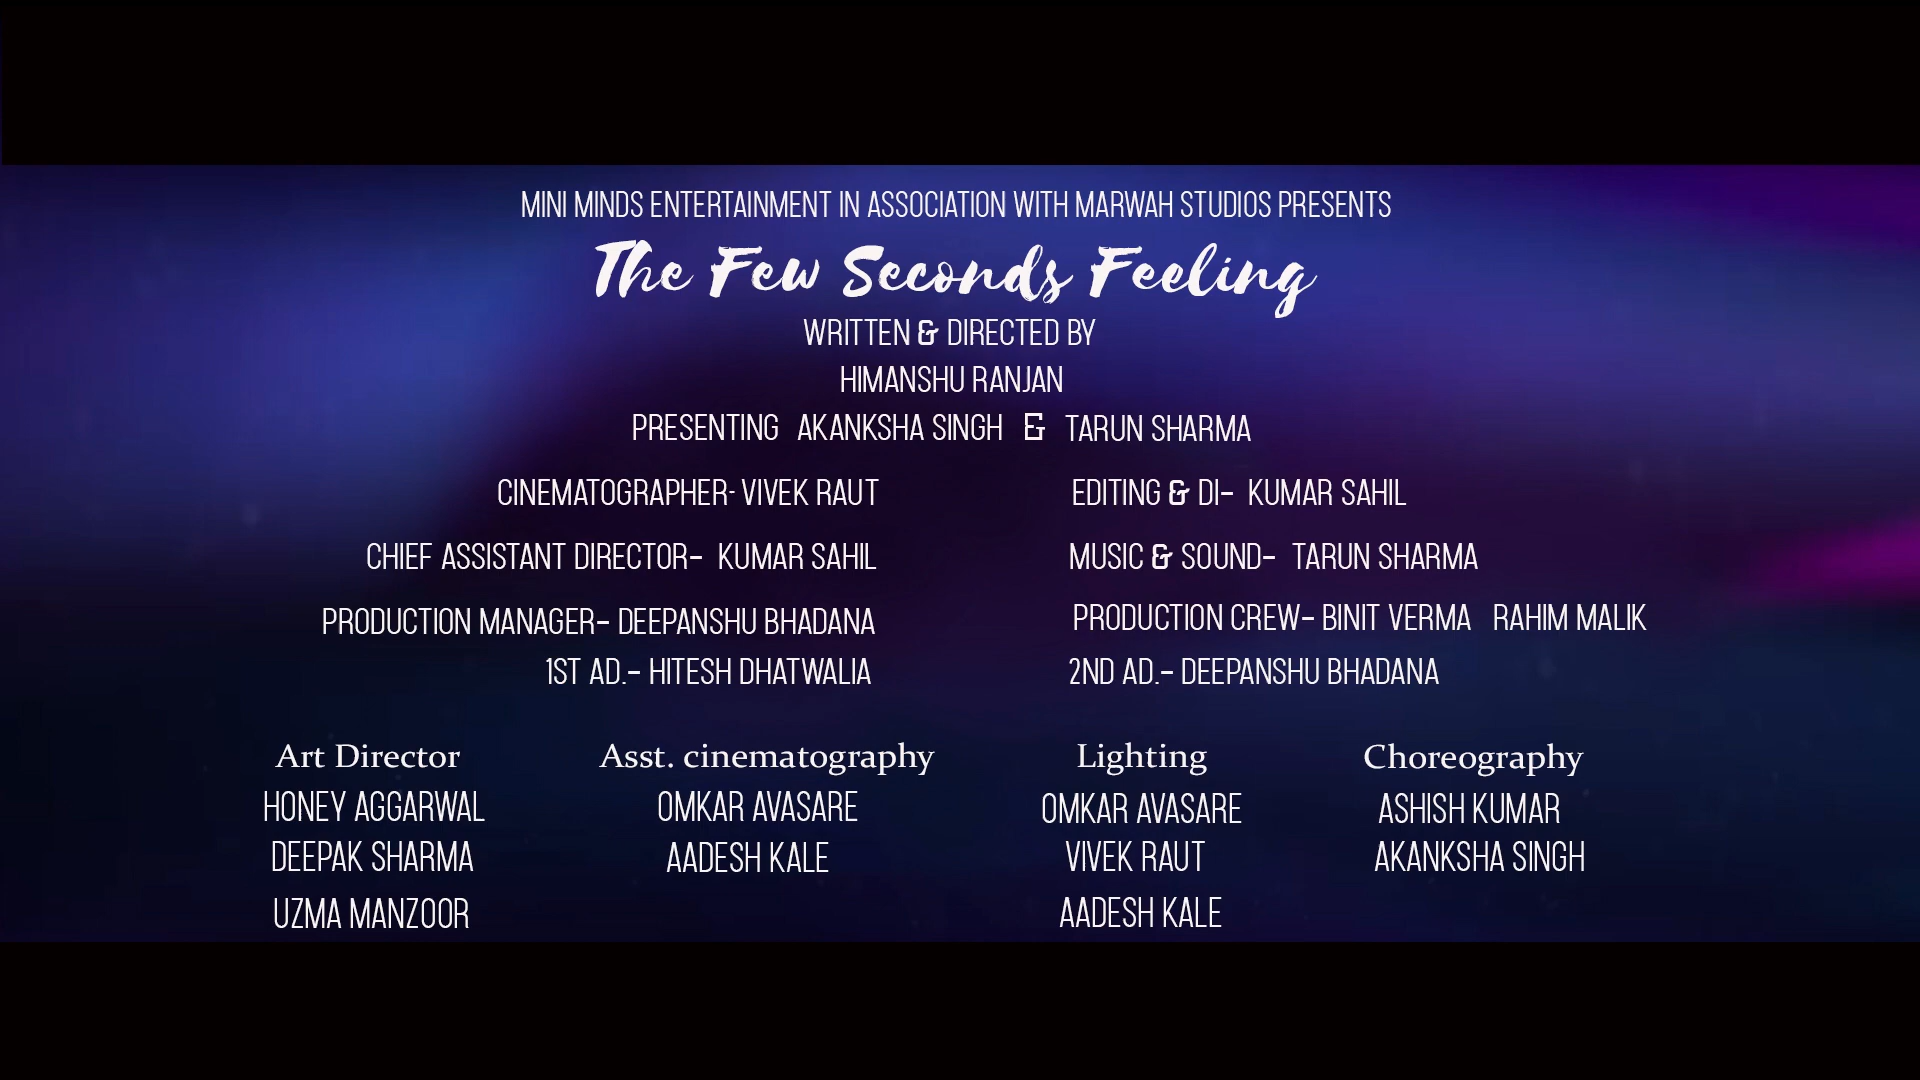 MINI MINDS ENTERTAINMENT IN ASSOCIATION WITH MARWAH STUDIOS PRESENTS
The Few Seconds Feeling
WRITTEN & DIRECTED BY
HIMANSHU RANJAN
PRESENTING AKANKSHA SINGH & TARUN SHARMA
CINEMATOGRAPHER- VIVEK RAUT
EDITING & DI- KUMAR SAHIL
CHIEF ASSISTANT DIRECTOR- KUMAR SAHIL
MUSIC & SOUND- TARUN SHARMA
PRODUCTION MANAGER- DEEPANSHU BHADANA
PRODUCTION CREW- BINIT VERMA RAHIM MALIK
1ST AD.- HITESH DHATWALIA
2ND AD.- DEEPANSHU BHADANA
Art Director
HONEY AGGARWAL
DEEPAK SHARMA
UZMA MANZOOR
Asst. cinematography
OMKAR AVASARE
AADESH KALE
Lighting
OMKAR AVASARE
VIVEK RAUT
AADESH KALE
Choreography
ASHISH KUMAR
AKANKSHA SINGH